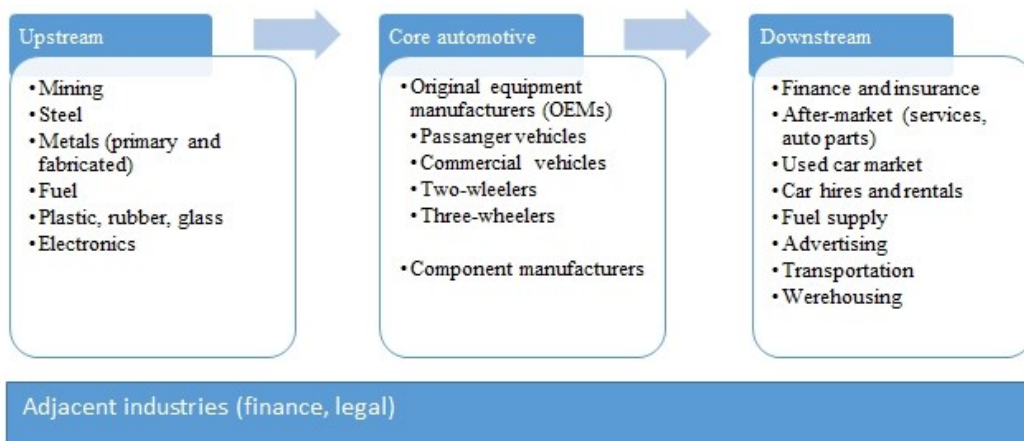 Upstream
• Mining
• Steel
• Metals (primary and
fabricated)
• Fuel
• Plastic, rubber, glass
• Electronics
Core automotive
• Original equipment
manufacturers (OEMs)
• Passanger vehicles
• Commercial vehicles
• Two-wleelers
• Three-wheelers
• Component manufacturers
Downstream
• Finance and insurance
• After-market (services,
auto parts)
• Used car market
• Car hires and rentals
• Fuel supply
• Advertising
• Transportation
• Werehousing
Adjacent industries (finance, legal)